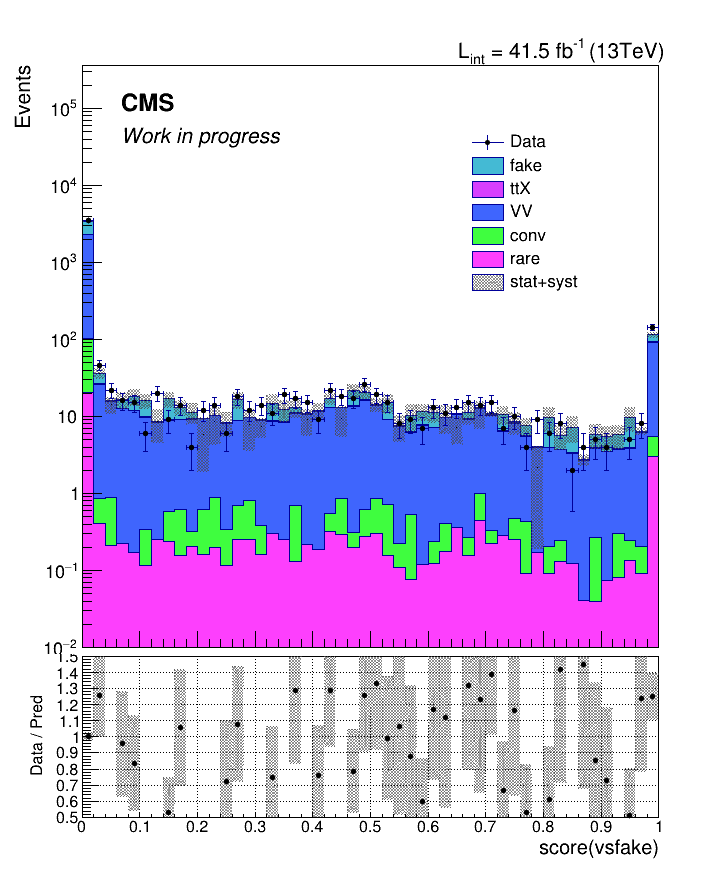 L_int = 41.5 fb^-1 (13TeV)
Events
CMS
Work in progress
Data
fake
ttX
VV
conv
rare
stat+syst
10^5
10^4
10^3
10^2
10
1
10^-1
10^-2
Data / Pred
1.5
1.4
1.3
1.2
1.1
1
0.9
0.8
0.7
0.6
0.5
0 0.1 0.2 0.3 0.4 0.5 0.6 0.7 0.8 0.9 1
score(vsfake)